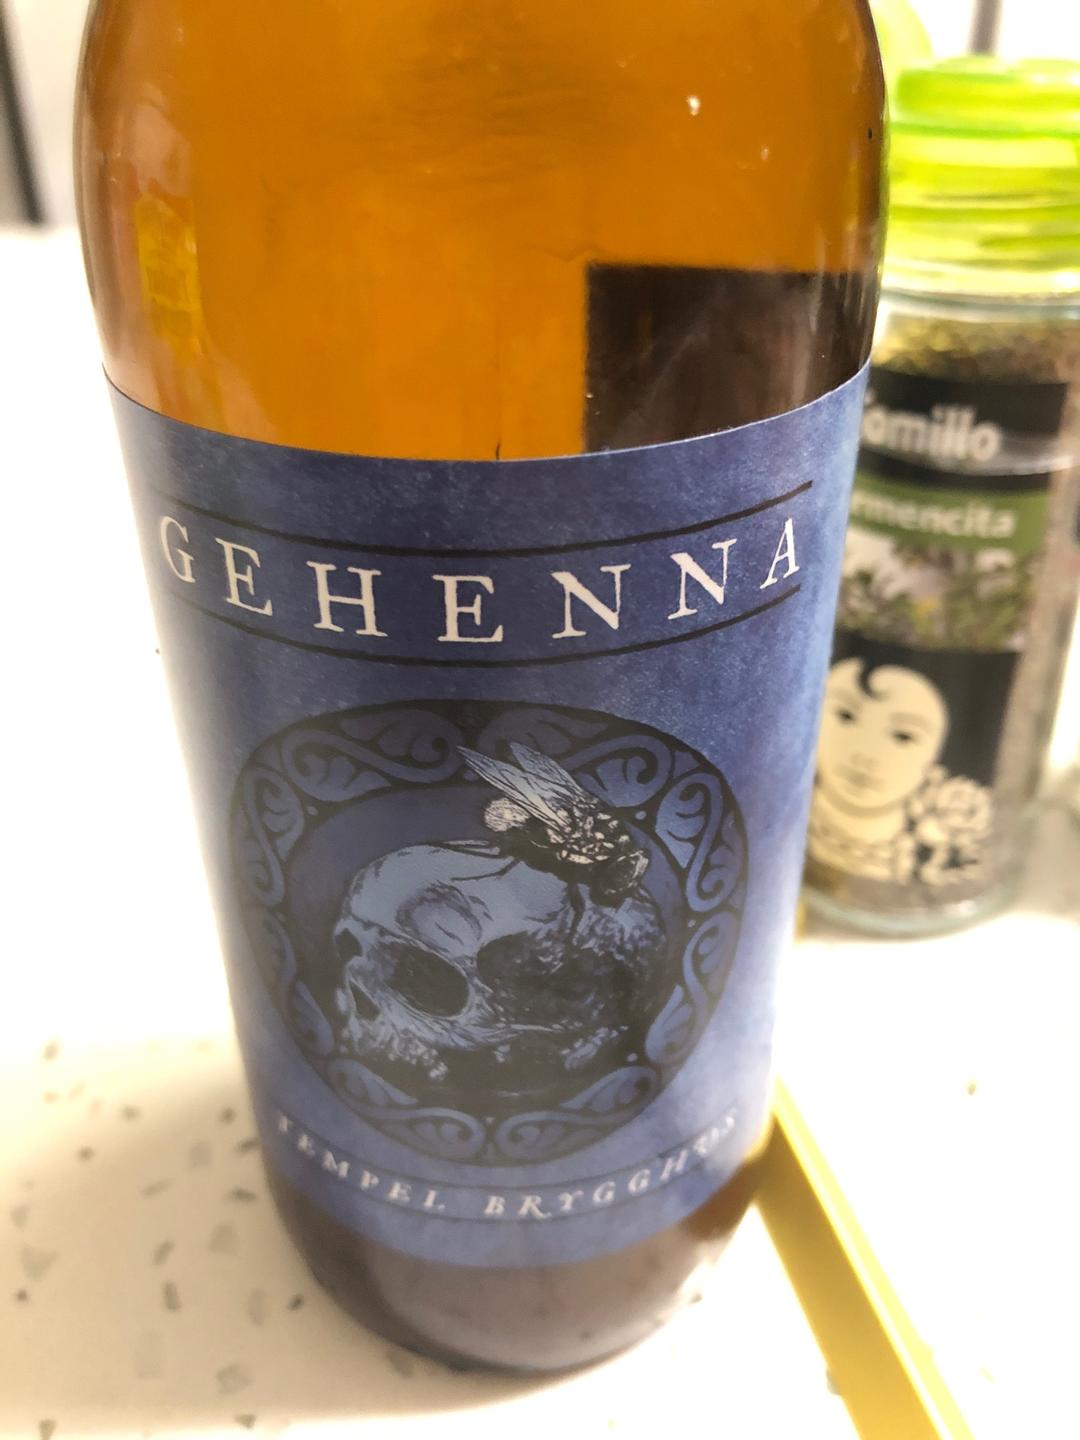 GEHENNA
TEMPEL BRYGGHUS
Tomillo
Carmencita